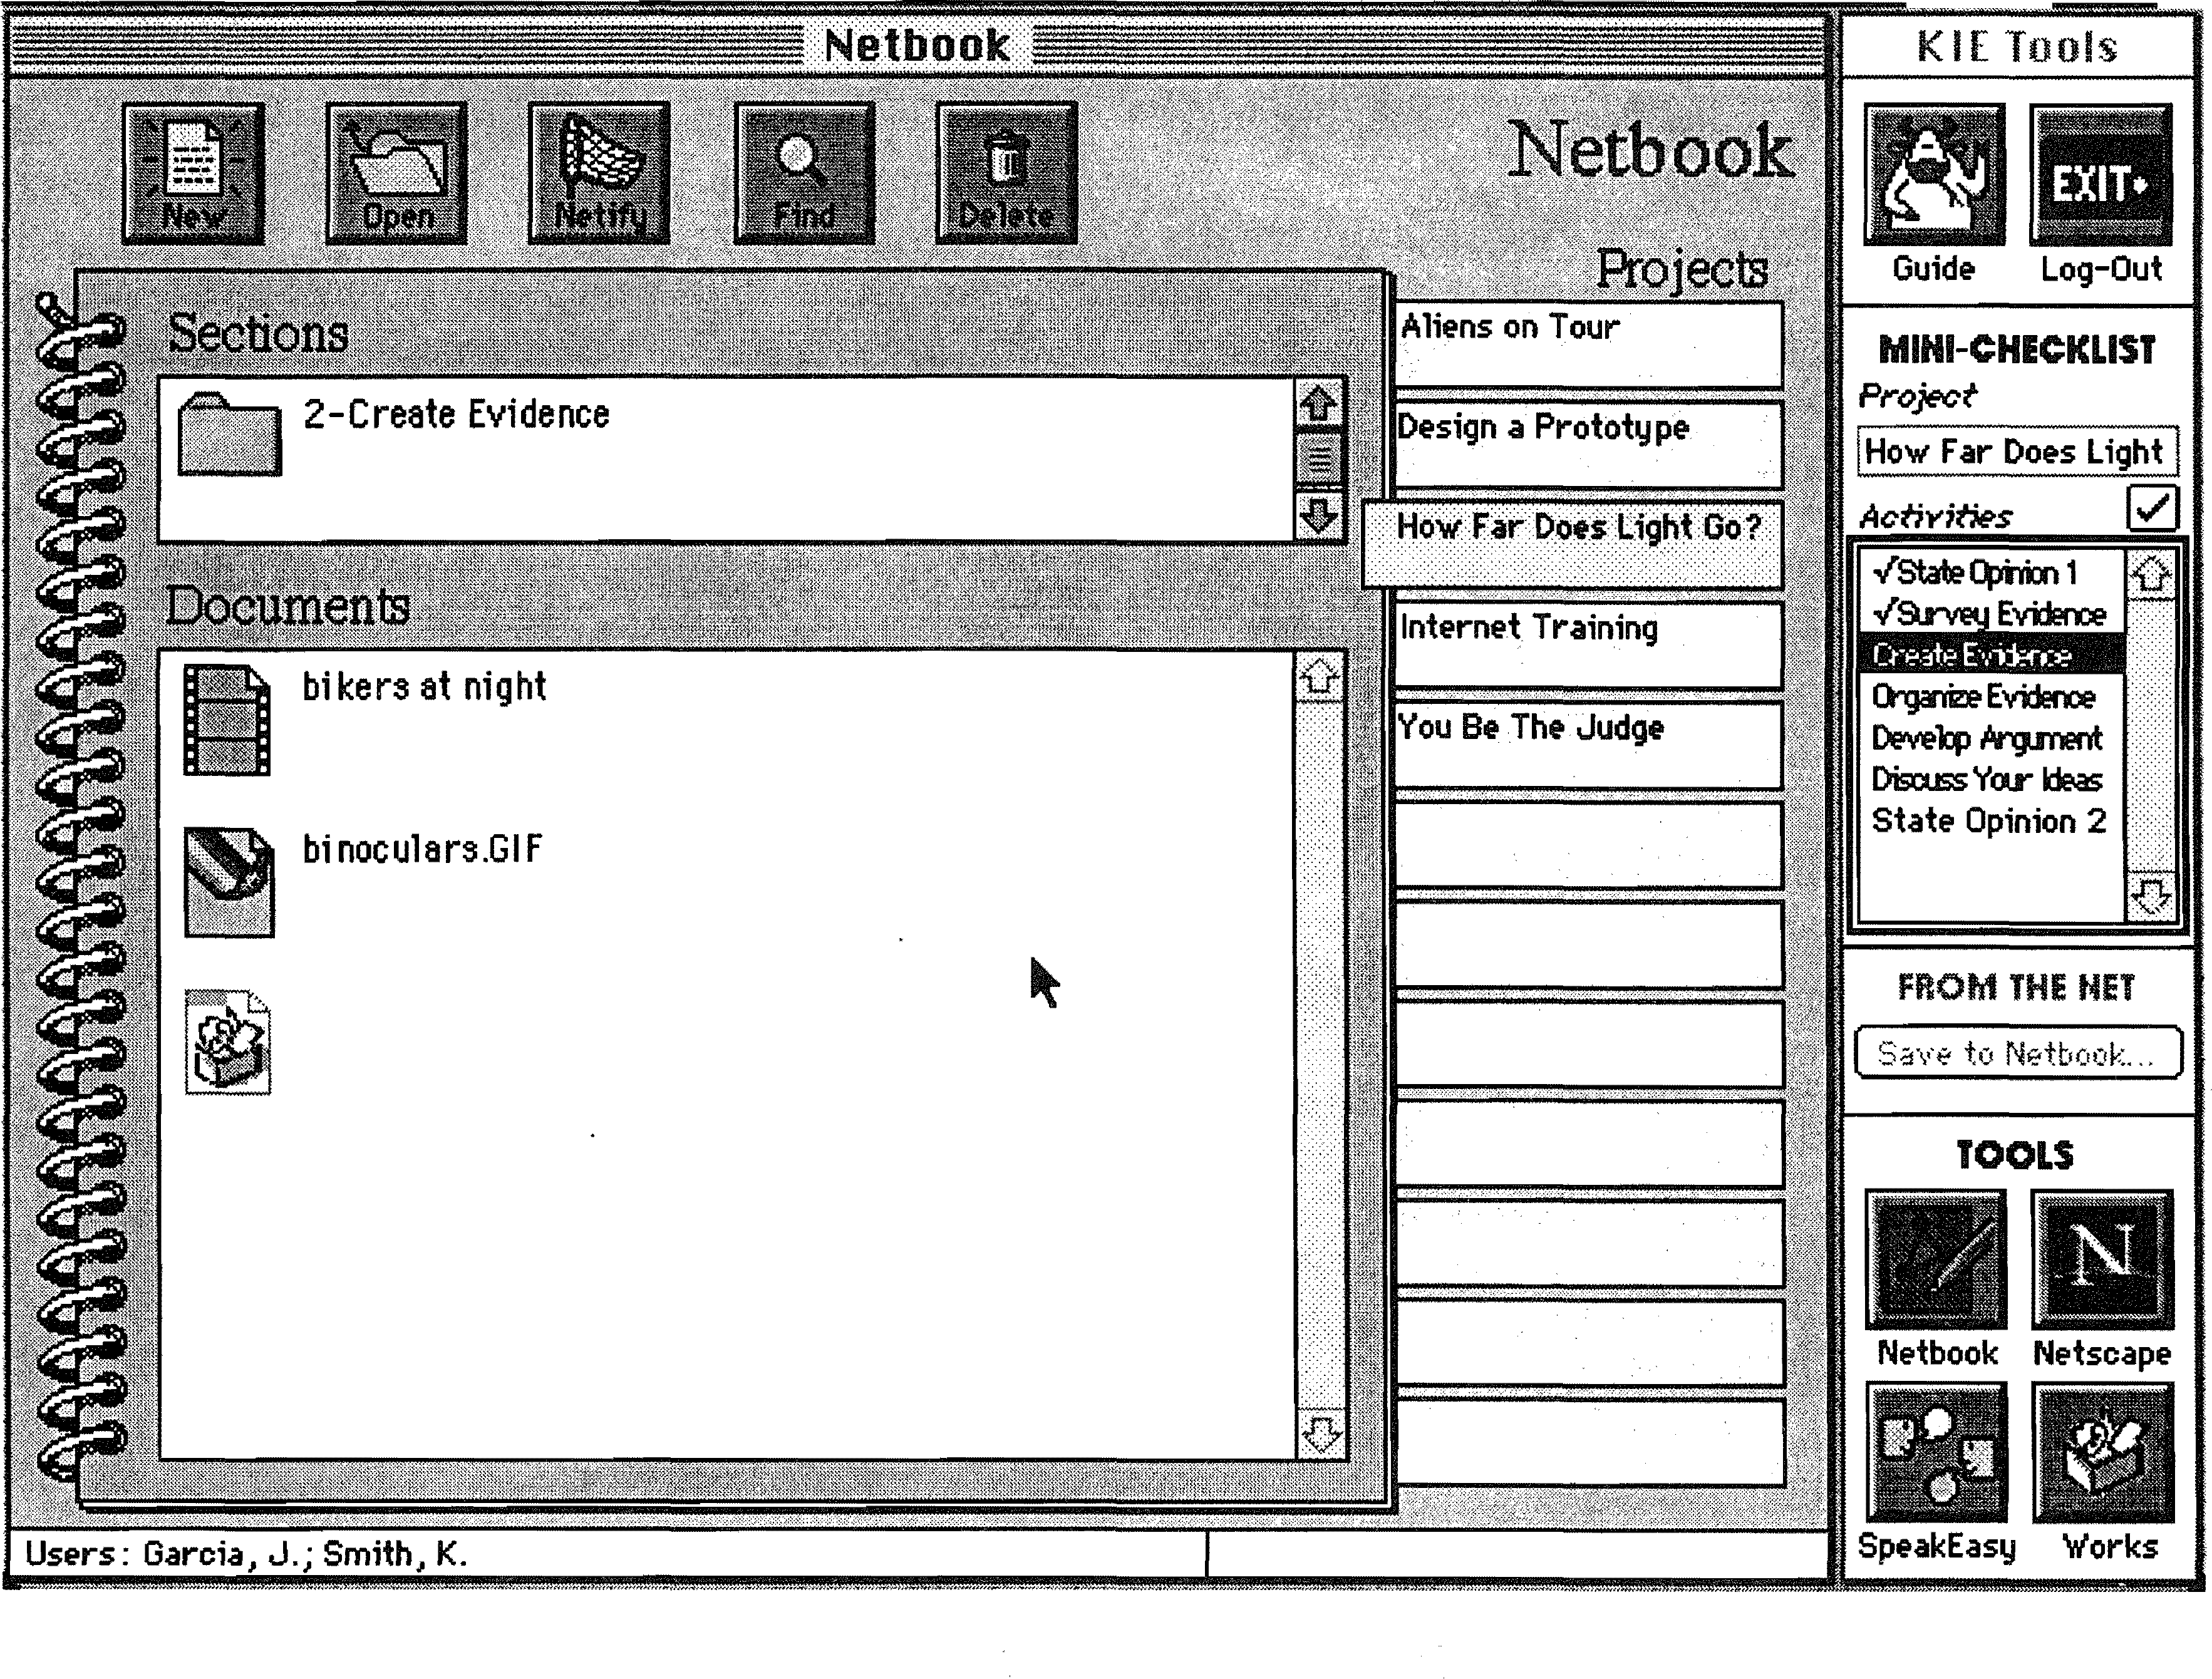 Netbook
New
Open
Netify
Find
Delete
Netbook
Projects
Sections
2-Create Evidence
Documents
bikers at night
binoculars.GIF
Aliens on Tour
Design a Prototype
How Far Does Light Go?
Internet Training
You Be The Judge
Users: Garcia, J.; Smith, K.
KIE Tools
EXIT
Guide
Log-Out
MINI-CHECKLIST
Project
How Far Does Light
Activities
√State Opinion 1
√Survey Evidence
Create Evidence
Organize Evidence
Develop Argument
Discuss Your Ideas
State Opinion 2
FROM THE NET
Save to Netbook...
TOOLS
N
Netbook
Netscape
SpeakEasy
Works